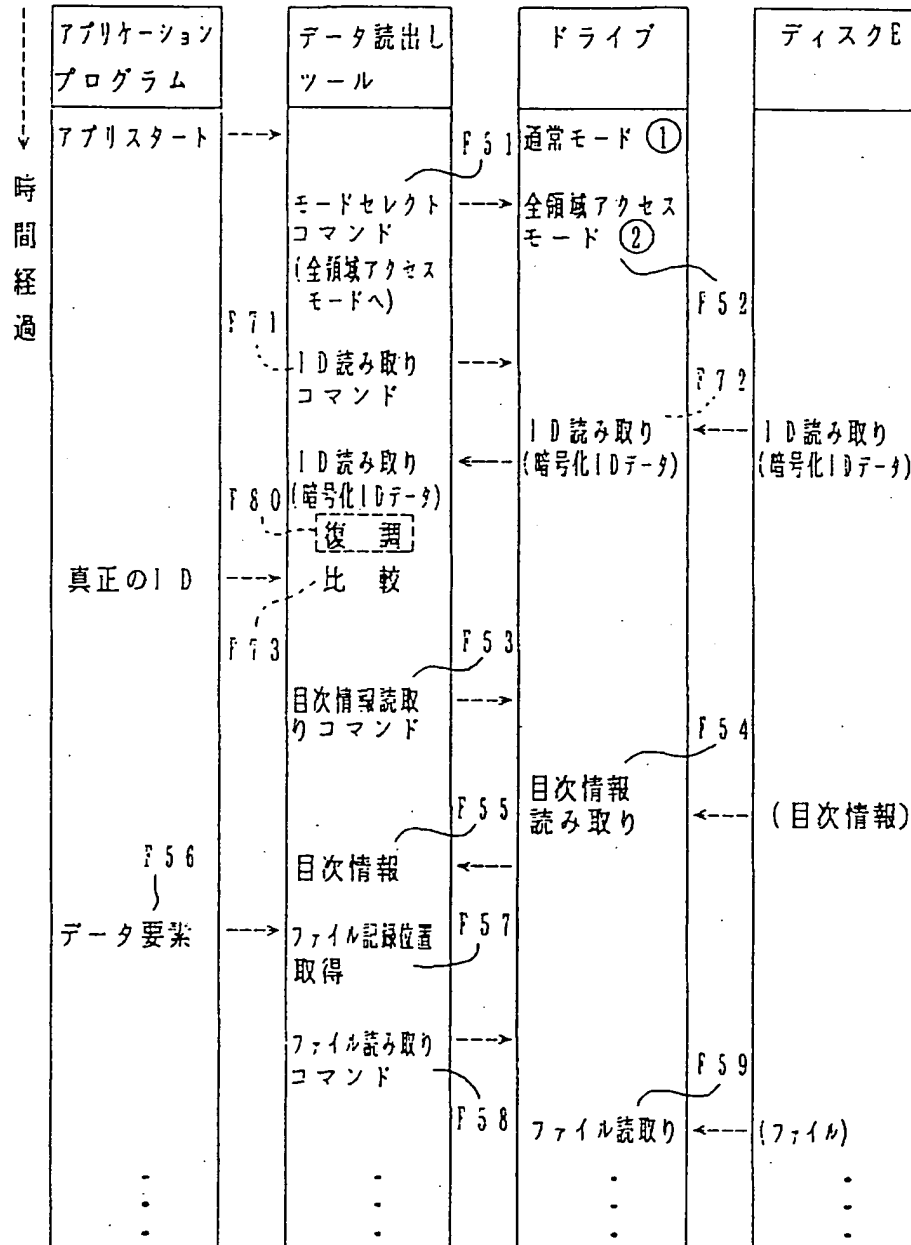 アプリケーション
プログラム
データ読出し
ツール
ドライブ
ディスクE
時間経過
アプリスタート
F51
通常モード ①
モードセレクト
コマンド
(全領域アクセス
モードへ)
全領域アクセス
モード ②
F52
F71
ID読み取り
コマンド
F72
ID読み取り
(暗号化IDデータ)
ID読み取り
(暗号化IDデータ)
ID読み取り
(暗号化IDデータ)
F80
復調
真正のID
比較
F73
F53
目次情報読取
りコマンド
F54
目次情報
読み取り
(目次情報)
F55
目次情報
F56
データ要素
ファイル記録位置
取得
F57
ファイル読み取り
コマンド
F58
F59
ファイル読取り
(ファイル)